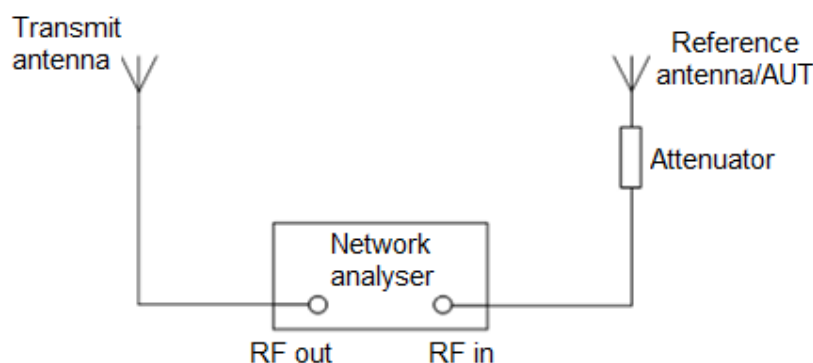 Transmit
antenna
Reference
antenna/AUT
Attenuator
Network
analyser
RF out
RF in